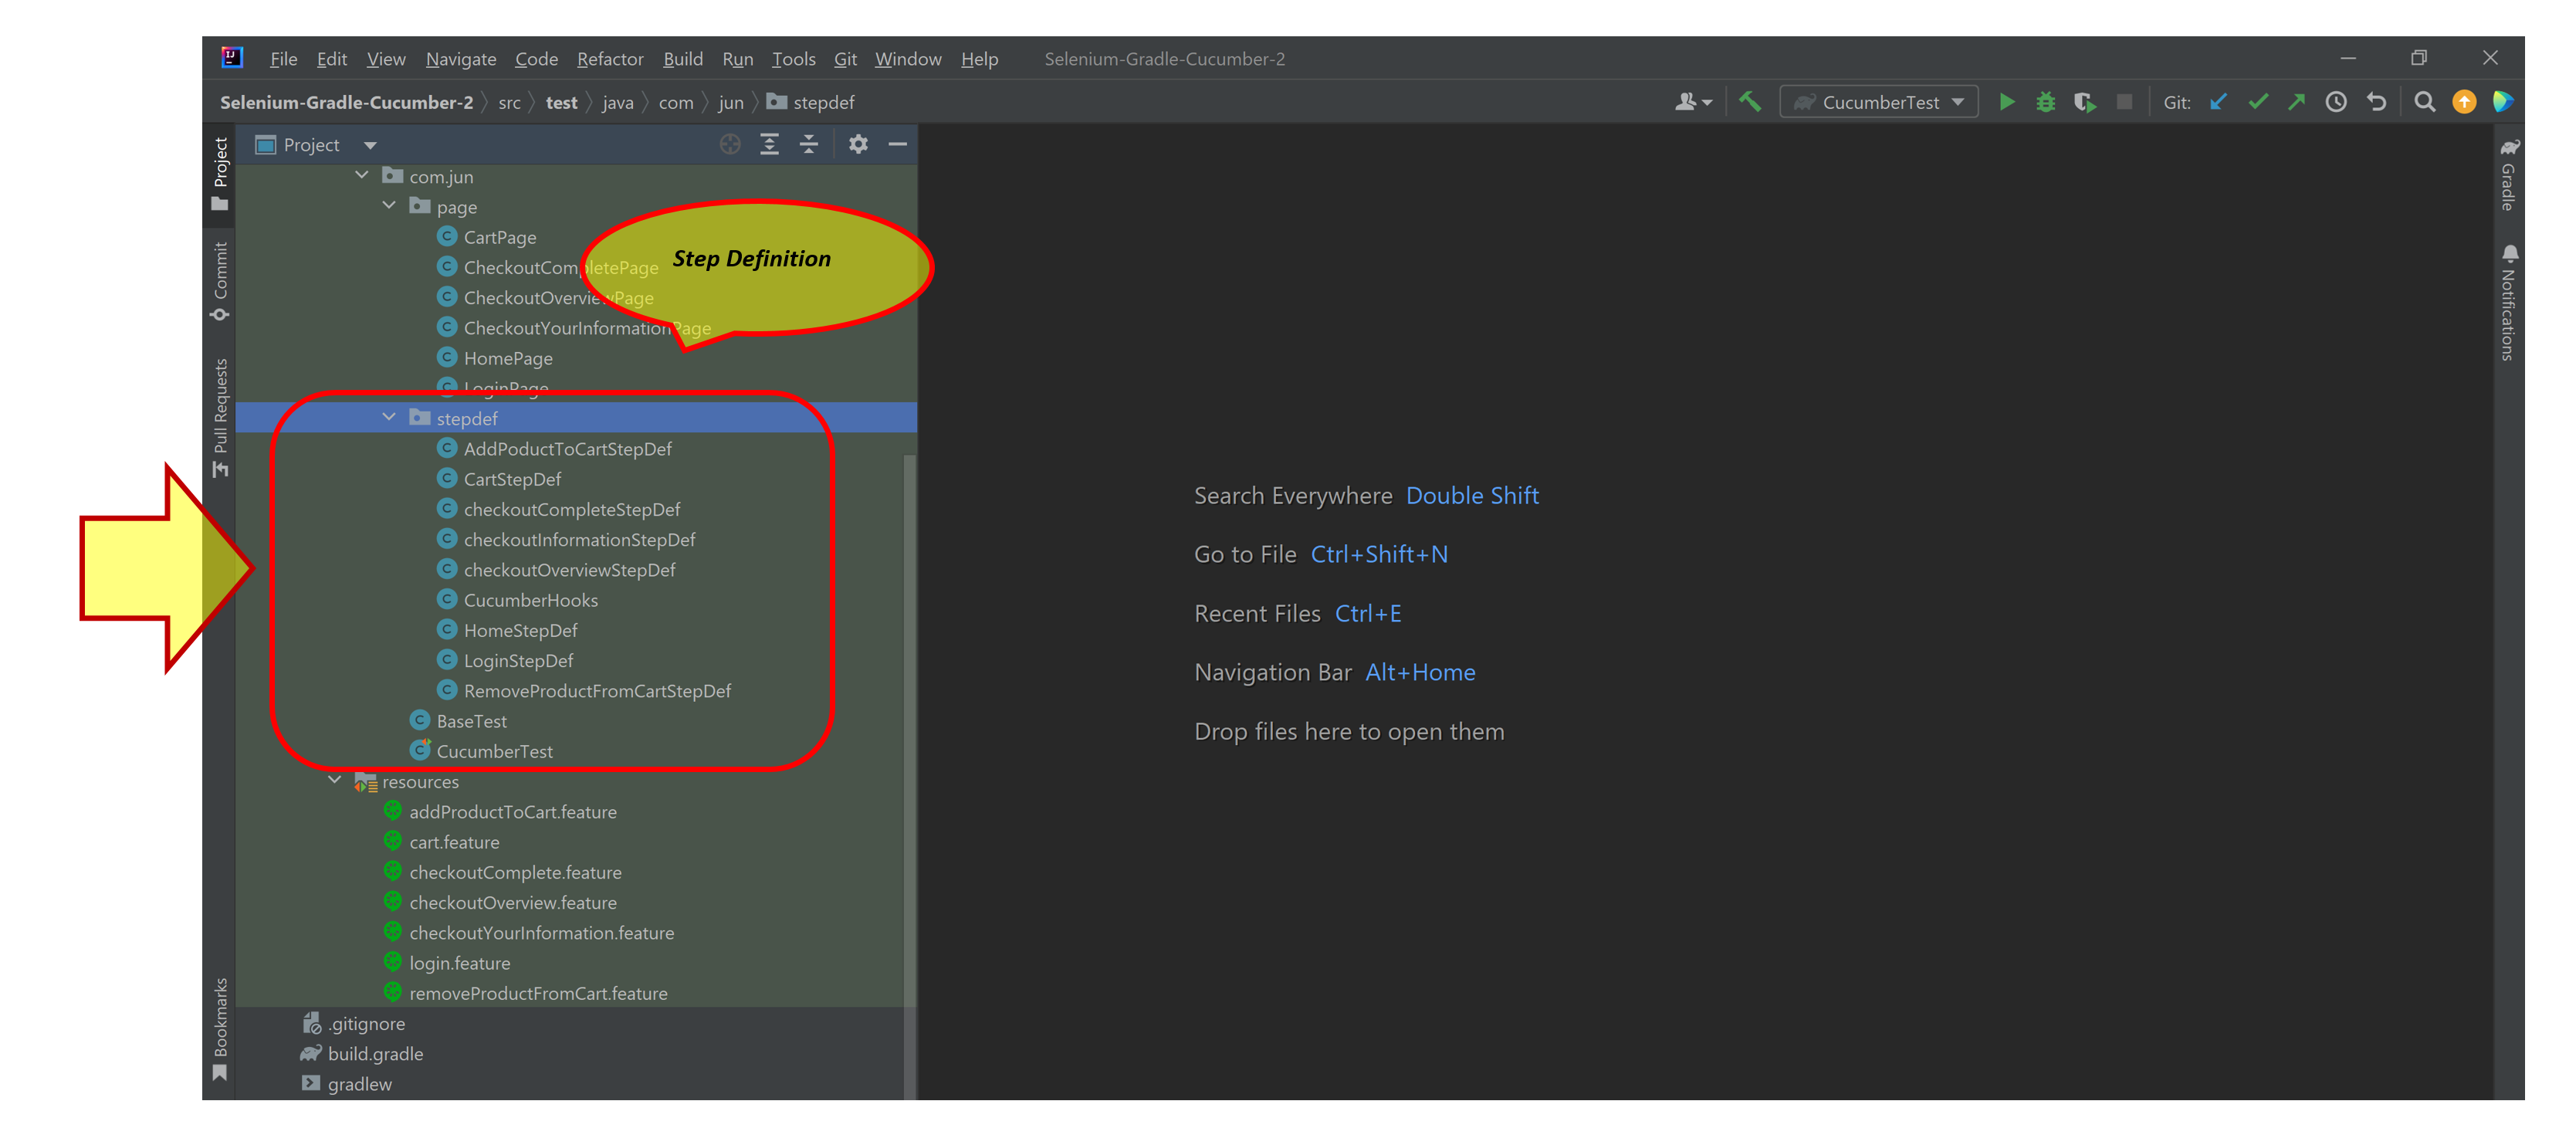 File Edit View Navigate Code Refactor Build Run Tools Git Window Help Selenium-Gradle-Cucumber-2
Selenium-Gradle-Cucumber-2 src test java com jun stepdef CucumberTest Git:
Project
Commit
Pull Requests
Bookmarks
Project
com.jun
page
CartPage
CheckoutCompletePage
CheckoutOverviewPage
CheckoutYourInformationPage
HomePage
LoginPage
stepdef
AddPoductToCartStepDef
CartStepDef
checkoutCompleteStepDef
checkoutInformationStepDef
checkoutOverviewStepDef
CucumberHooks
HomeStepDef
LoginStepDef
RemoveProductFromCartStepDef
BaseTest
CucumberTest
resources
addProductToCart.feature
cart.feature
checkoutComplete.feature
checkoutOverview.feature
checkoutYourInformation.feature
login.feature
removeProductFromCart.feature
.gitignore
build.gradle
gradlew
Step Definition
Search Everywhere Double Shift
Go to File Ctrl+Shift+N
Recent Files Ctrl+E
Navigation Bar Alt+Home
Drop files here to open them
Gradle
Notifications